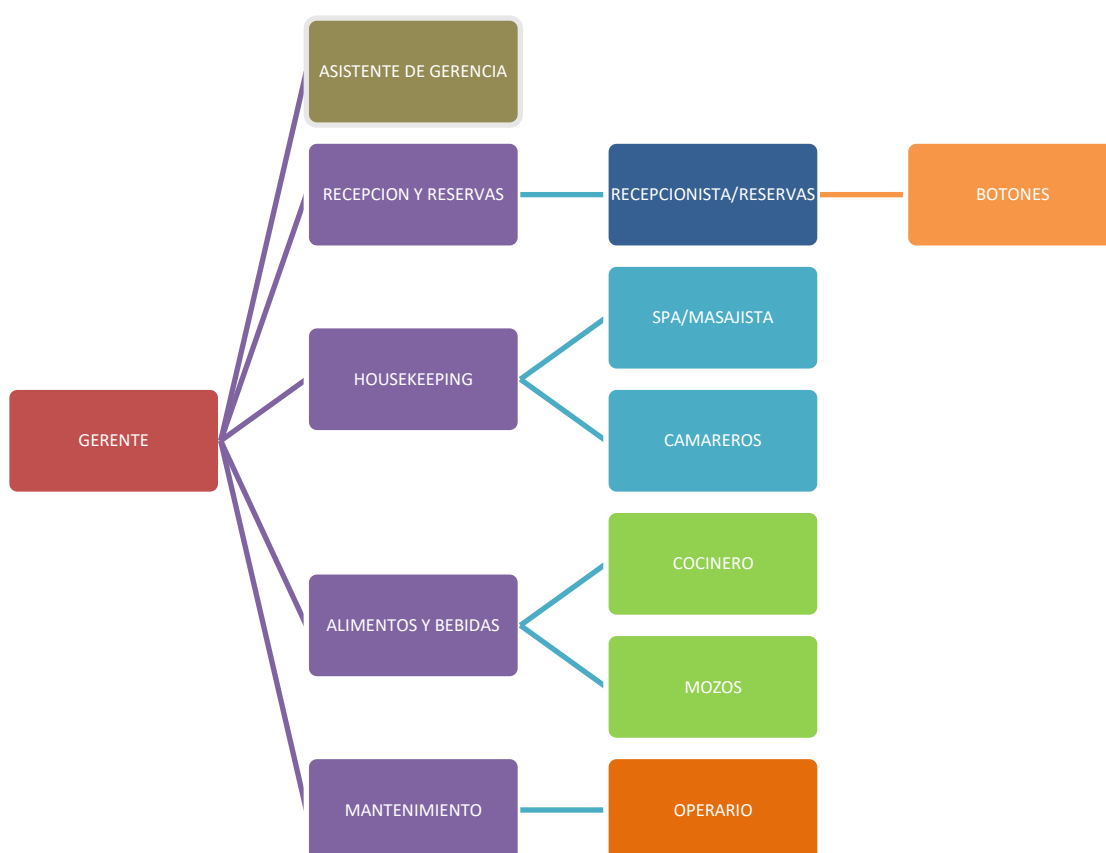 ASISTENTE DE GERENCIA
RECEPCION Y RESERVAS
RECEPCIONISTA/RESERVAS
BOTONES
SPA/MASAJISTA
HOUSEKEEPING
GERENTE
CAMAREROS
COCINERO
ALIMENTOS Y BEBIDAS
MOZOS
MANTENIMIENTO
OPERARIO